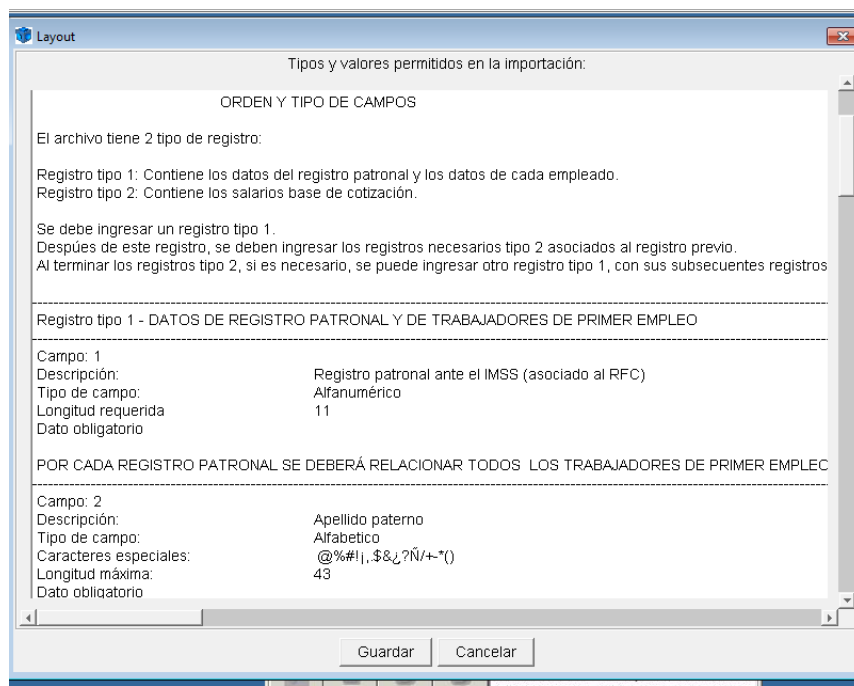 Layout
Tipos y valores permitidos en la importación:
ORDEN Y TIPO DE CAMPOS
El archivo tiene 2 tipo de registro:
Registro tipo 1: Contiene los datos del registro patronal y los datos de cada empleado.
Registro tipo 2: Contiene los salarios base de cotización.
Se debe ingresar un registro tipo 1.
Despúes de este registro, se deben ingresar los registros necesarios tipo 2 asociados al registro previo.
Al terminar los registros tipo 2, si es necesario, se puede ingresar otro registro tipo 1, con sus subsecuentes registros
Registro tipo 1 - DATOS DE REGISTRO PATRONAL Y DE TRABAJADORES DE PRIMER EMPLEO
Campo: 1
Descripción: Registro patronal ante el IMSS (asociado al RFC)
Tipo de campo: Alfanumérico
Longitud requerida 11
Dato obligatorio
POR CADA REGISTRO PATRONAL SE DEBERÁ RELACIONAR TODOS LOS TRABAJADORES DE PRIMER EMPLEO
Campo: 2
Descripción: Apellido paterno
Tipo de campo: Alfabetico
Caracteres especiales: @%#!¡,.$&¿?Ñ/+-*()
Longitud máxima: 43
Dato obligatorio
Guardar Cancelar